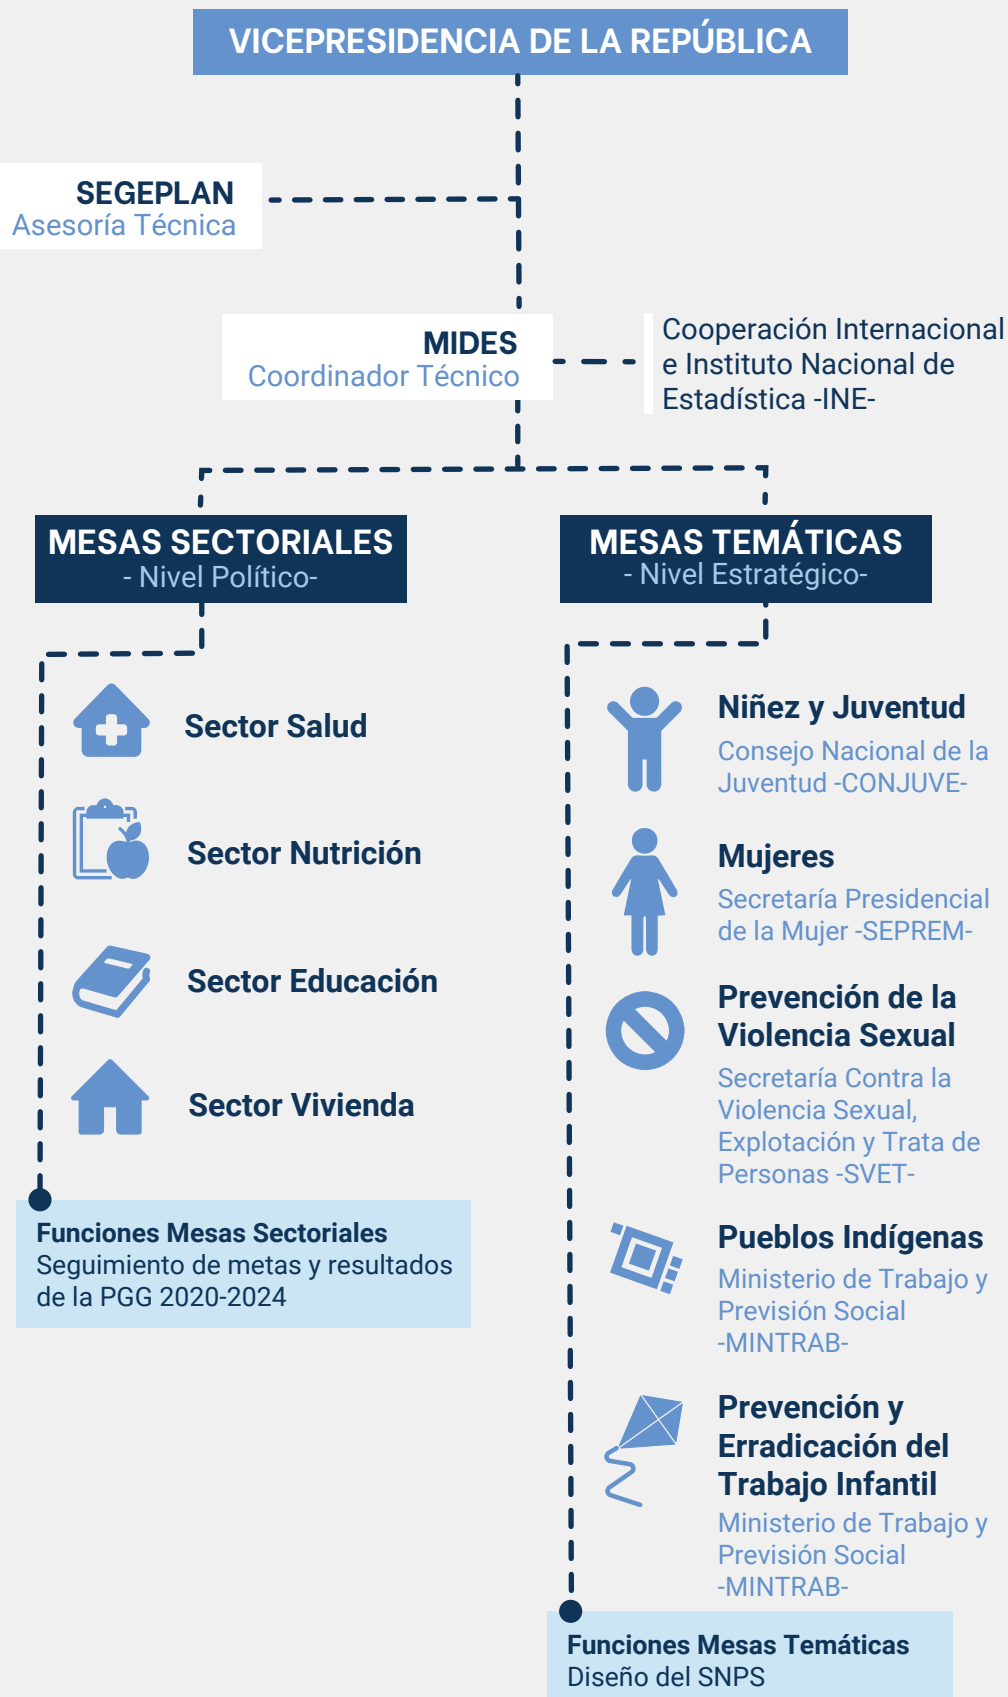 VICEPRESIDENCIA DE LA REPÚBLICA
SEGEPLAN
Asesoría Técnica
MIDES
Coordinador Técnico
Cooperación Internacional
e Instituto Nacional de
Estadística -INE-
MESAS SECTORIALES
- Nivel Político-
Sector Salud
Sector Nutrición
Sector Educación
Sector Vivienda
Funciones Mesas Sectoriales
Seguimiento de metas y resultados
de la PGG 2020-2024
MESAS TEMÁTICAS
- Nivel Estratégico-
Niñez y Juventud
Consejo Nacional de la
Juventud -CONJUVE-
Mujeres
Secretaría Presidencial
de la Mujer -SEPREM-
Prevención de la
Violencia Sexual
Secretaría Contra la
Violencia Sexual,
Explotación y Trata de
Personas -SVET-
Pueblos Indígenas
Ministerio de Trabajo y
Previsión Social
-MINTRAB-
Prevención y
Erradicación del
Trabajo Infantil
Ministerio de Trabajo y
Previsión Social
-MINTRAB-
Funciones Mesas Temáticas
Diseño del SNPS